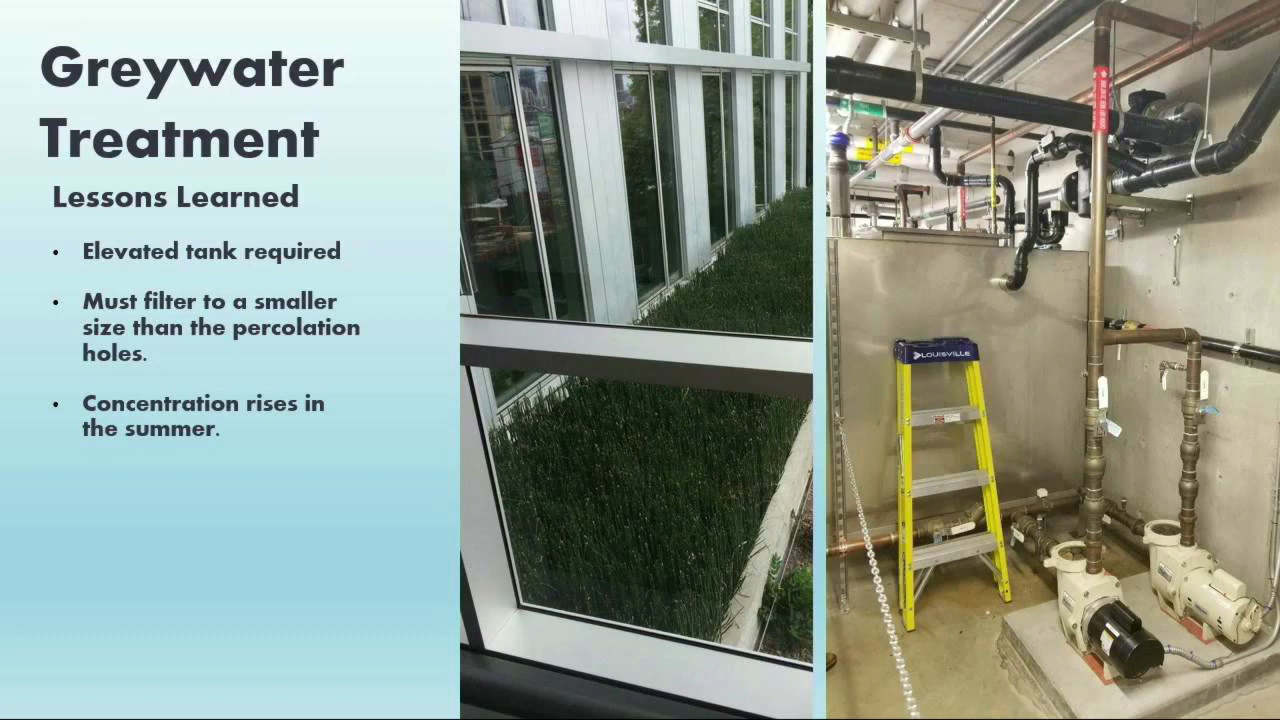 Greywater
Treatment
Lessons Learned
• Elevated tank required
• Must filter to a smaller
size than the percolation
holes.
• Concentration rises in
the summer.
LOUISVILLE